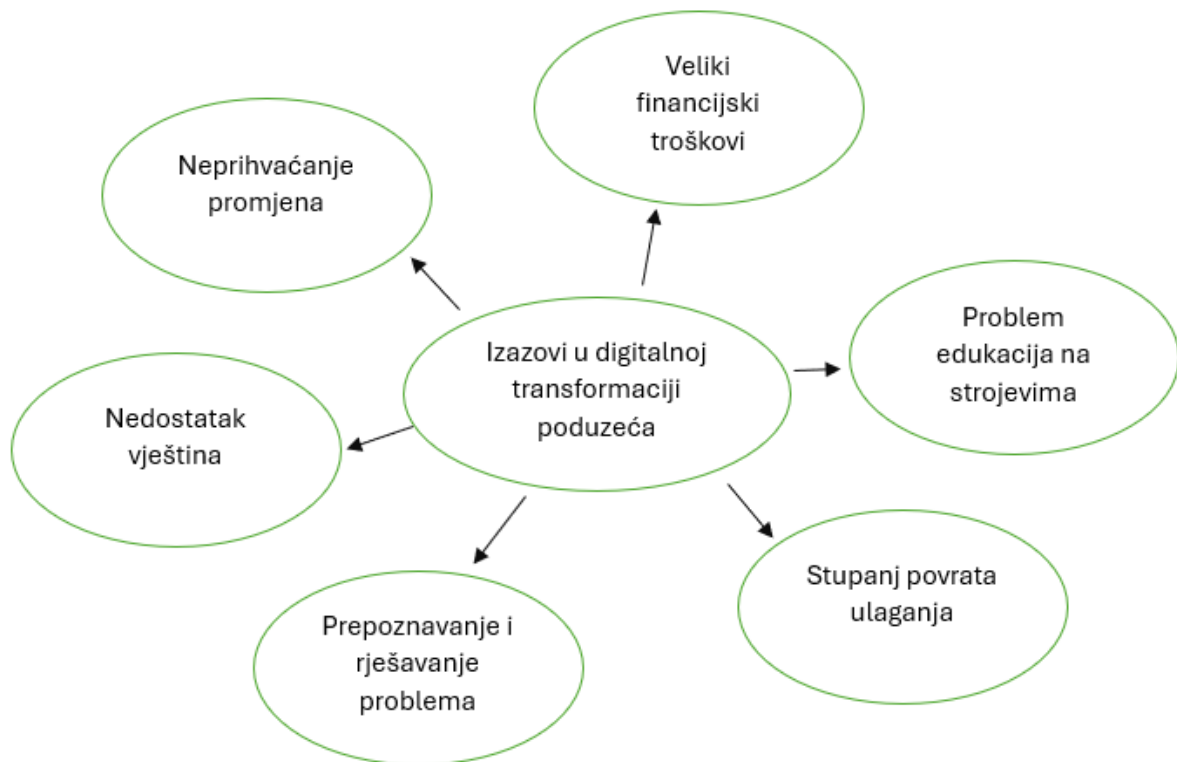 Veliki
financijski
troškovi
Neprihvaćanje
promjena
Problem
edukacija na
strojevima
Izazovi u digitalnoj
transformaciji
poduzeća
Nedostatak
vještina
Stupanj povrata
ulaganja
Prepoznavanje i
rješavanje
problema